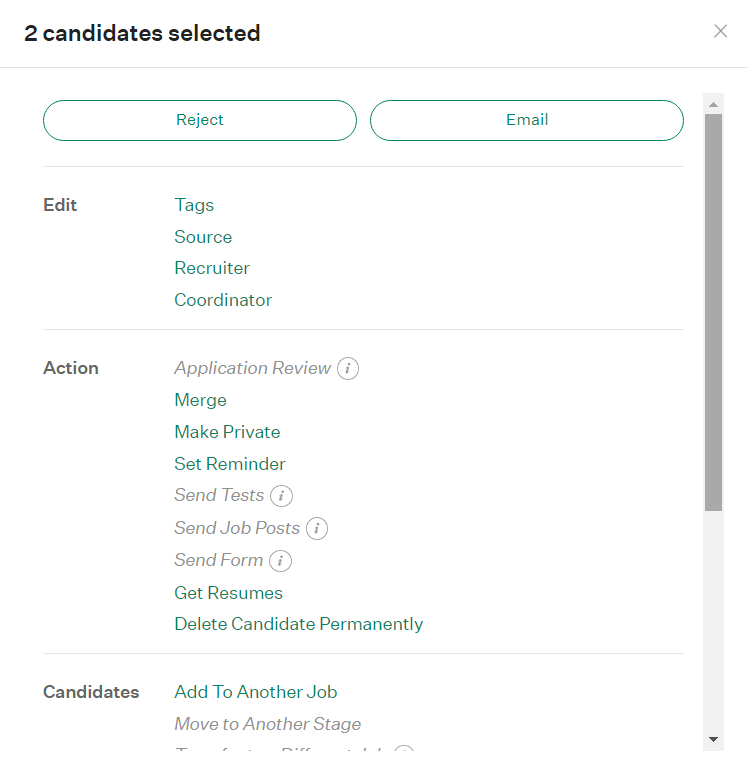 2 candidates selected
Reject Email
Edit Tags
Source
Recruiter
Coordinator
Action Application Review
Merge
Make Private
Set Reminder
Send Tests
Send Job Posts
Send Form
Get Resumes
Delete Candidate Permanently
Candidates Add To Another Job
Move to Another Stage